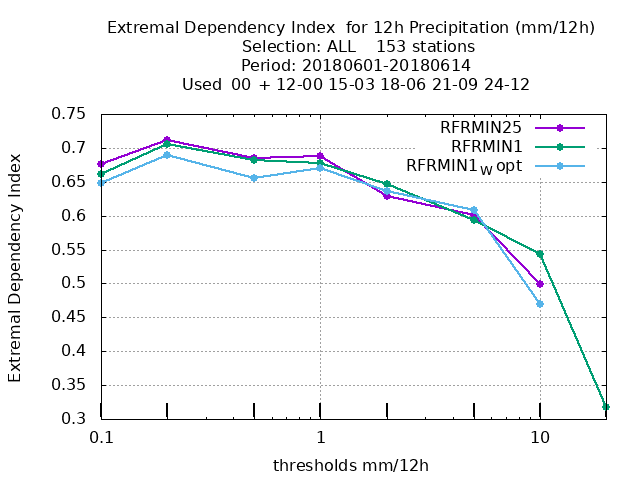 Extremal Dependency Index  for 12h Precipitation (mm/12h)
Selection: ALL    153 stations
Period: 20180601-20180614
Used  00 + 12-00 15-03 18-06 21-09 24-12
RFRMIN25
RFRMIN1
RFRMIN1W opt
Extremal Dependency Index
0.75
0.7
0.65
0.6
0.55
0.5
0.45
0.4
0.35
0.3
0.1 1 10
thresholds mm/12h